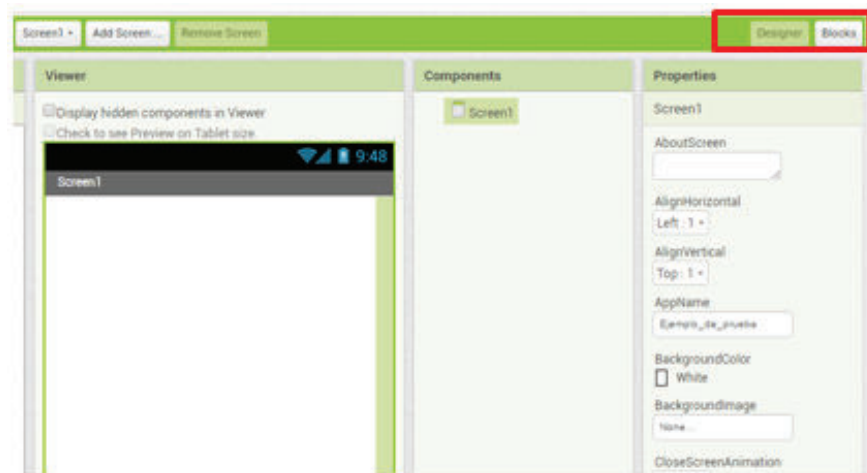 Screen1 Add Screen ... Remove Screen Designer Blocks
Viewer
Display hidden components in Viewer
Check to see Preview on Tablet size.
9:48
Screen1
Components
Screen1
Properties
Screen1
AboutScreen
AlignHorizontal
Left : 1
AlignVertical
Top : 1
AppName
Ejemplo_de_prueba
BackgroundColor
White
BackgroundImage
None...
CloseScreenAnimation